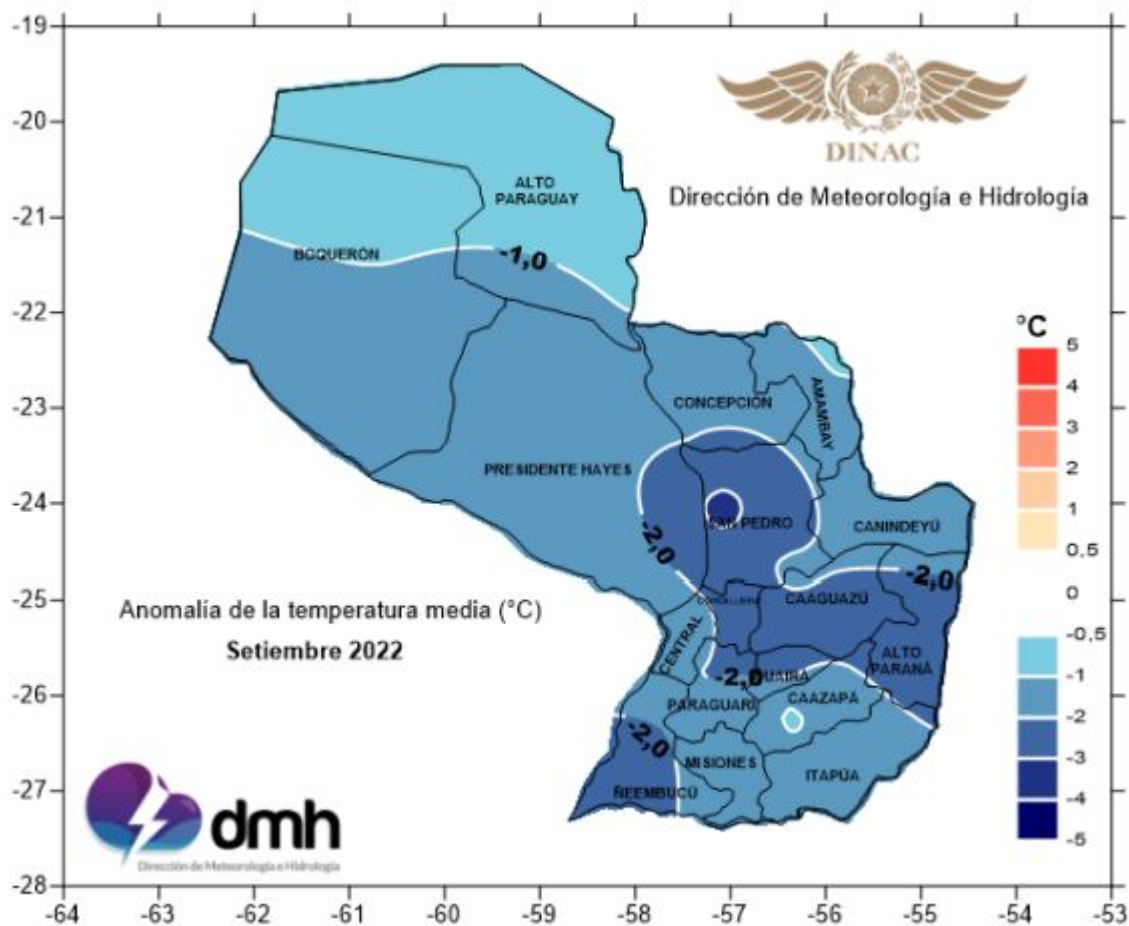 -19
-20
-21
-22
-23
-24
-25
-26
-27
-28
-64
-63
-62
-61
-60
-59
-58
-57
-56
-55
-54
-53
DINAC
Dirección de Meteorología e Hidrología
ALTO
PARAGUAY
BOQUERÓN
-1,0
CONCEPCIÓN
AMAMBAY
PRESIDENTE HAYES
SAN PEDRO
CANINDEYÚ
-2,0
-2,0
CAAGUAZÚ
CENTRAL
ALTO
PARANÁ
-2,0
GUAIRÁ
CAAZAPÁ
PARAGUARÍ
-2,0
MISIONES
ITAPÚA
ÑEEMBUCÚ
Anomalía de la temperatura media (°C)
Setiembre 2022
°C
5
4
3
2
1
0,5
0
-0,5
-1
-2
-3
-4
-5
dmh
Dirección de Meteorología e Hidrología